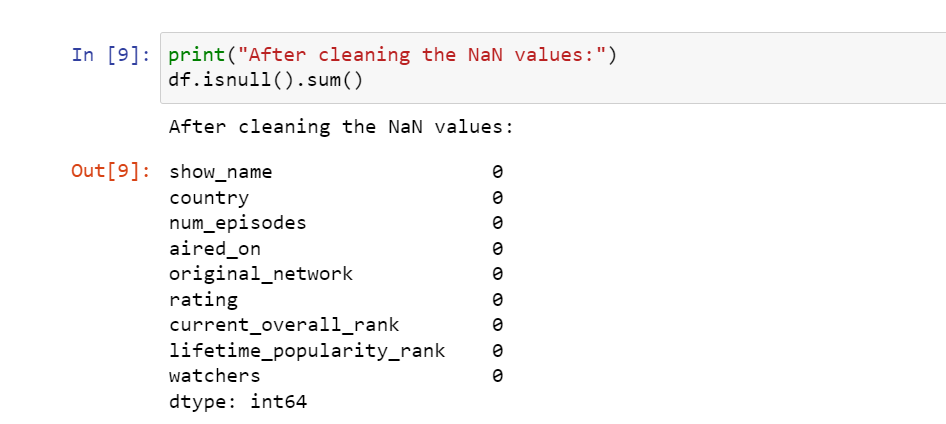 In [9]: print("After cleaning the NaN values:")
df.isnull().sum()
After cleaning the NaN values:
Out[9]: show_name 0
country 0
num_episodes 0
aired_on 0
original_network 0
rating 0
current_overall_rank 0
lifetime_popularity_rank 0
watchers 0
dtype: int64